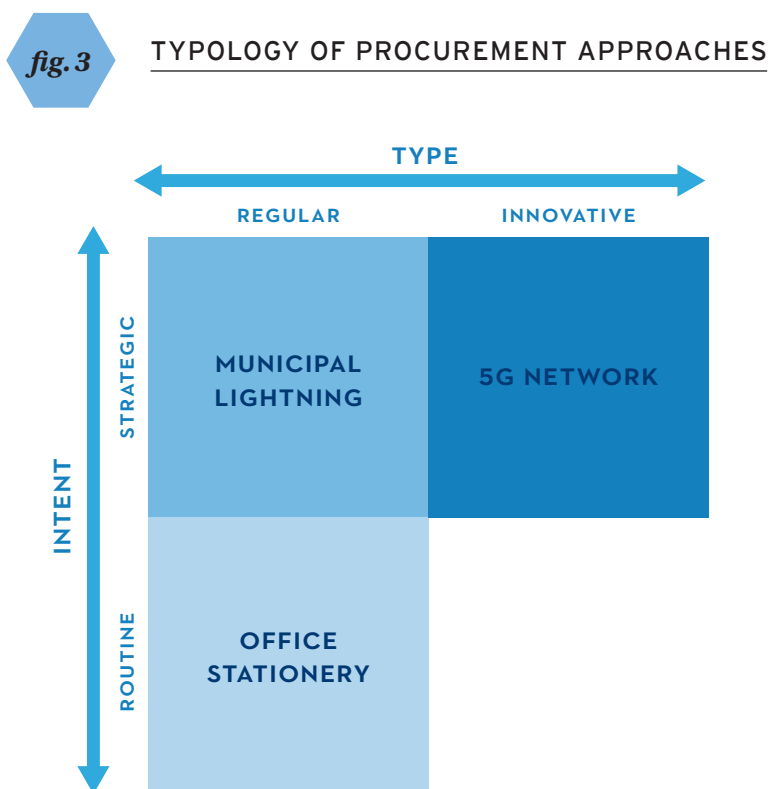 fig. 3
TYPOLOGY OF PROCUREMENT APPROACHES
TYPE
REGULAR
INNOVATIVE
INTENT
STRATEGIC
MUNICIPAL
LIGHTNING
5G NETWORK
ROUTINE
OFFICE
STATIONERY